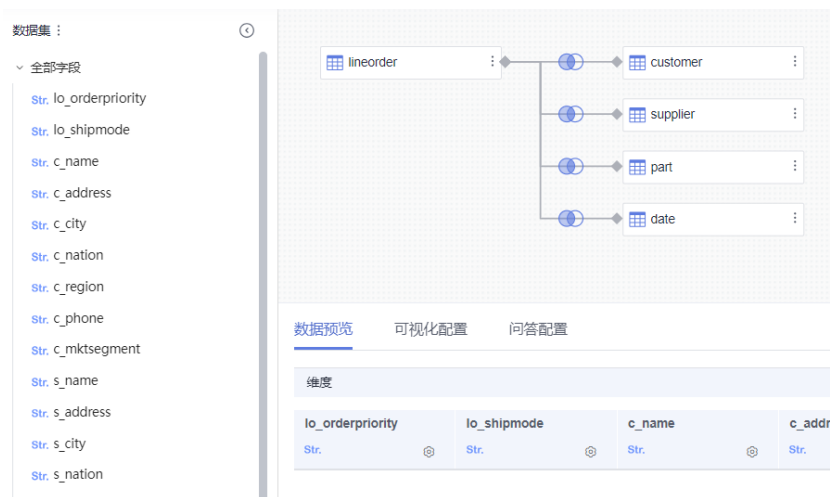 数据集
全部字段
Str. lo_orderpriority
Str. lo_shipmode
Str. c_name
Str. c_address
Str. c_city
Str. c_nation
Str. c_region
Str. c_phone
Str. c_mktsegment
Str. s_name
Str. s_address
Str. s_city
Str. s_nation
lineorder
customer
supplier
part
date
数据预览 可视化配置 问答配置
维度
lo_orderpriority lo_shipmode c_name c_addr
Str. Str. Str. Str.